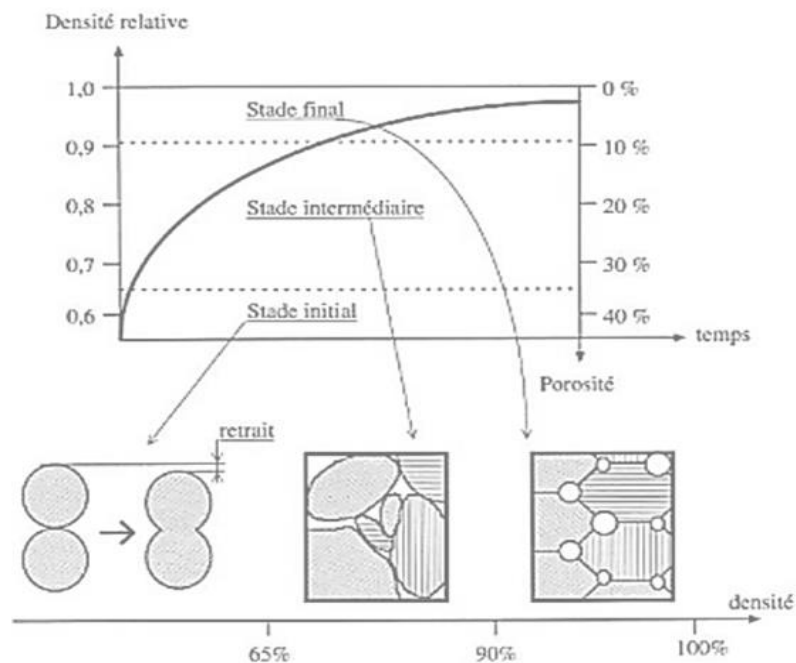 Densité relative
1,0
0,9
0,8
0,7
0,6
0 %
10 %
20 %
30 %
40 %
Stade final
Stade intermédiaire
Stade initial
temps
Porosité
retrait
densité
65%
90%
100%